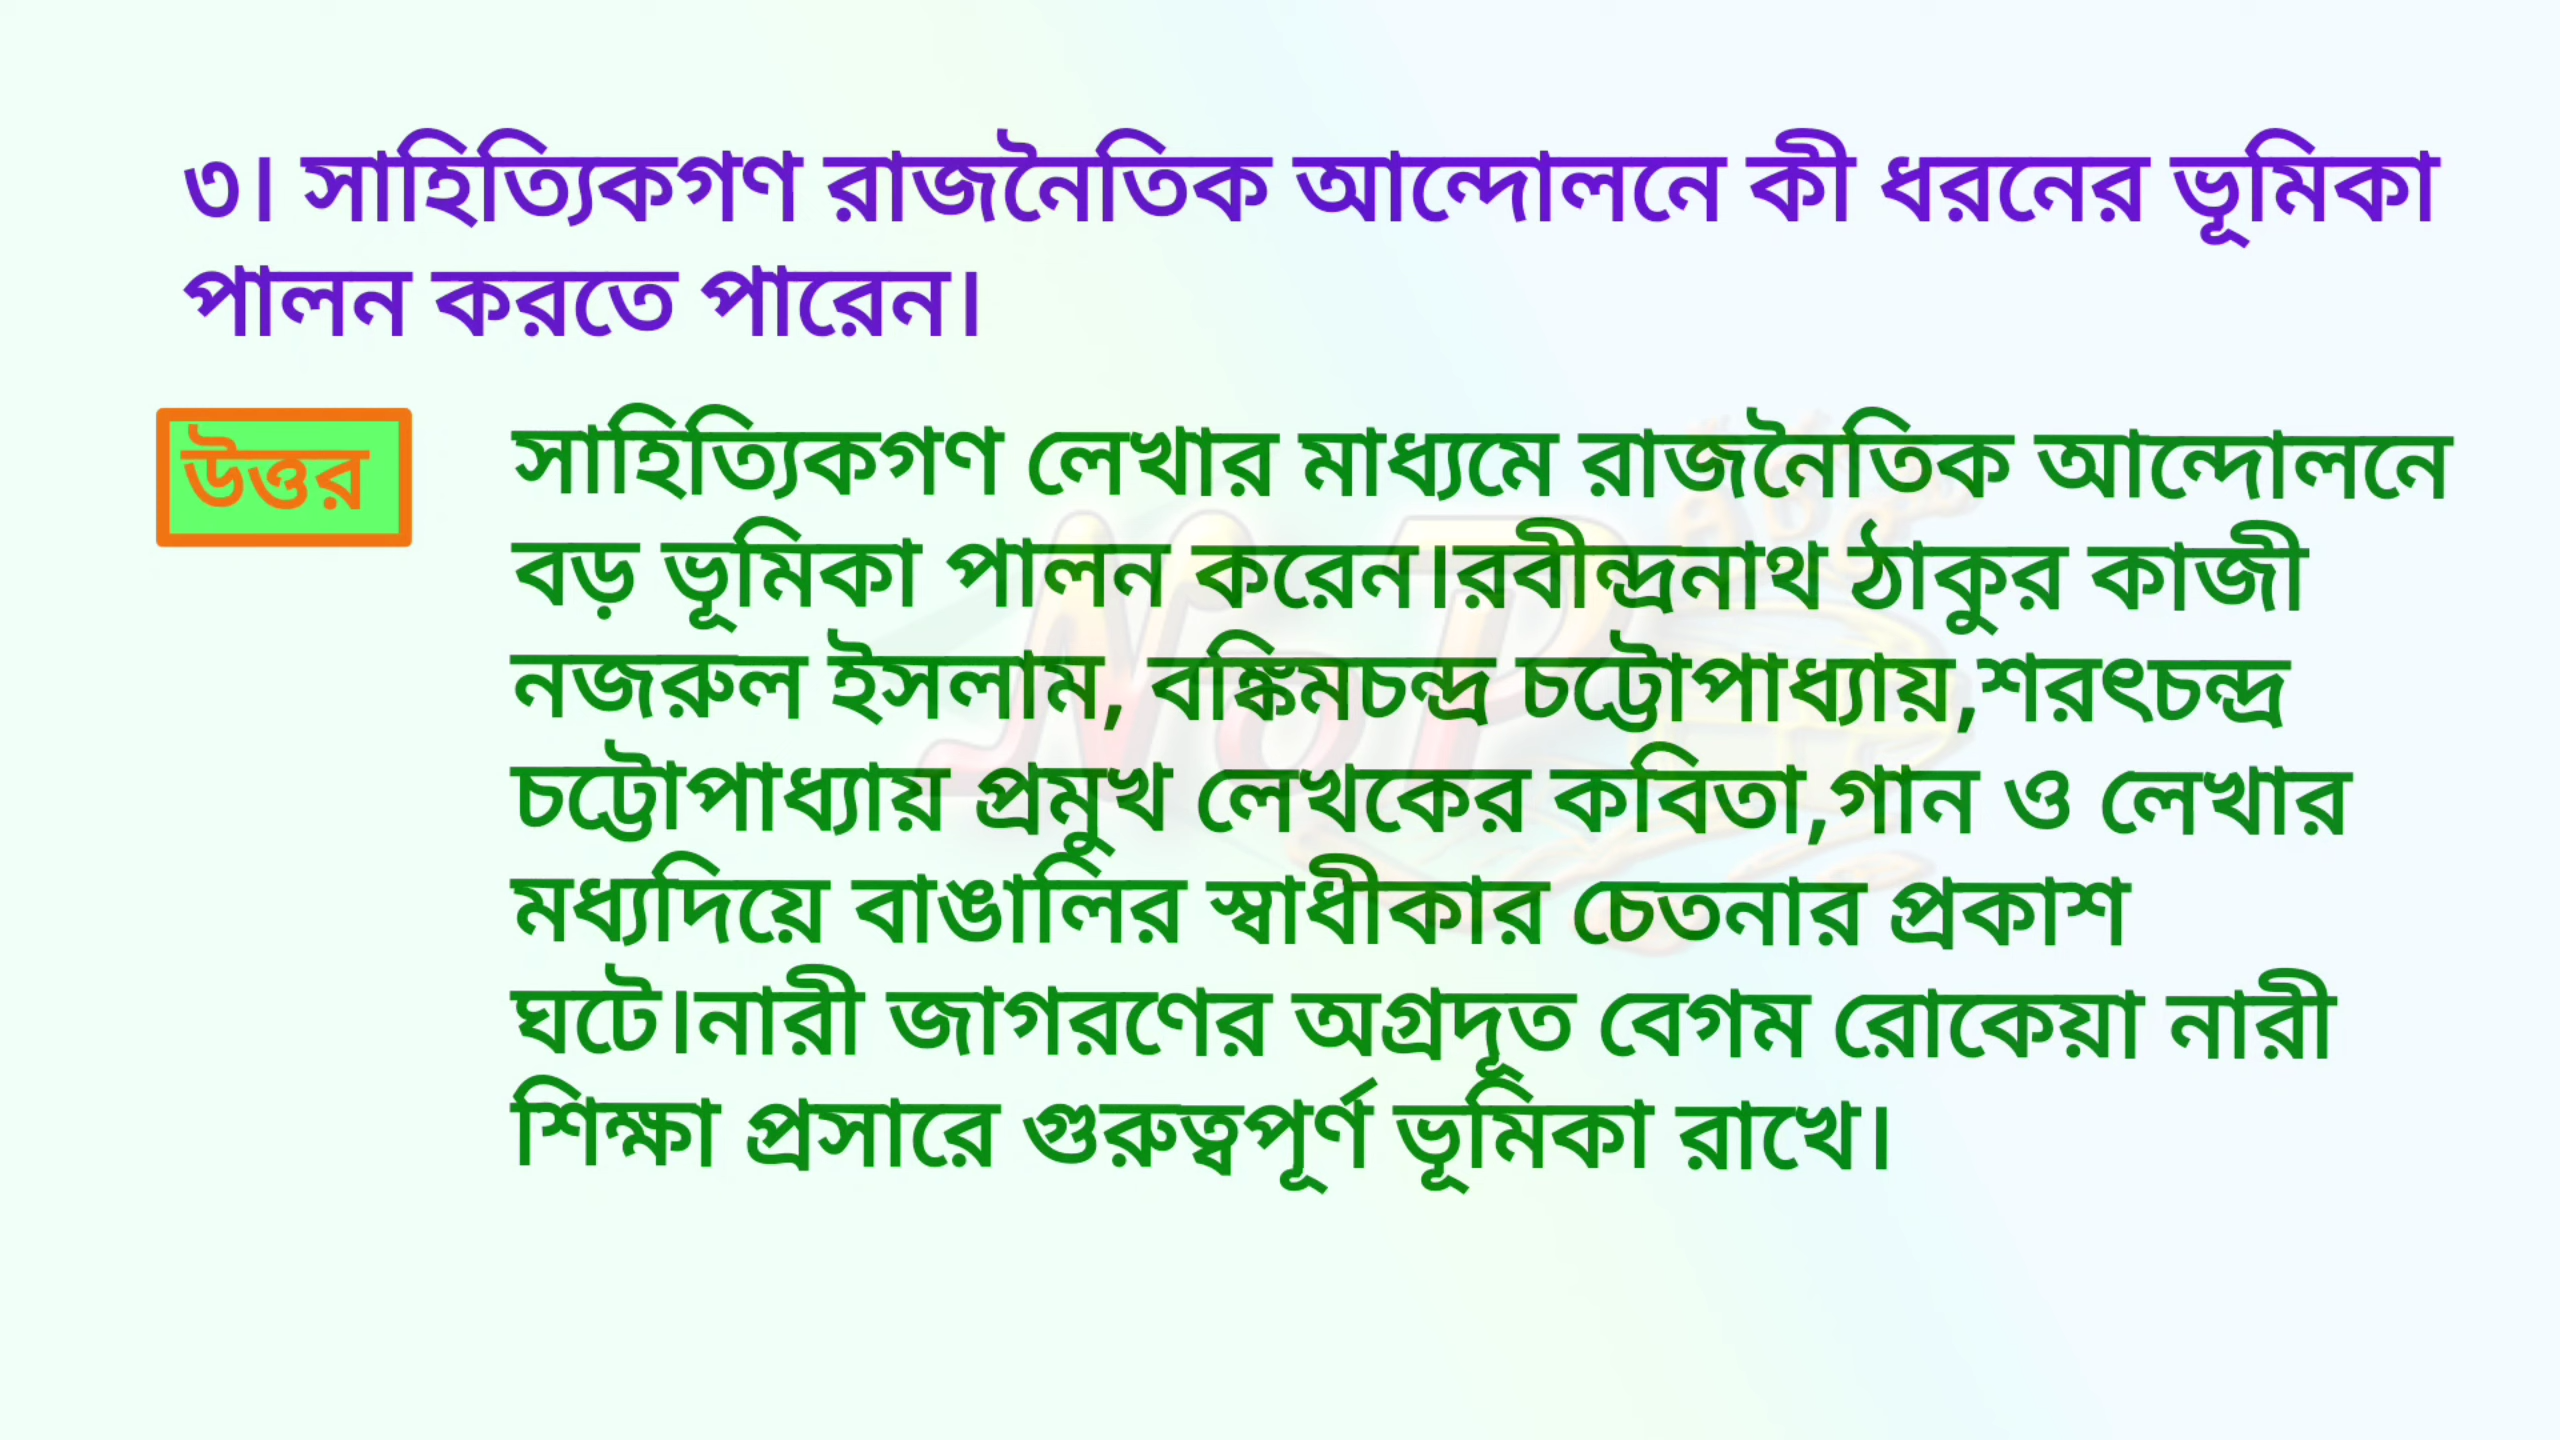 ৩। সাহিত্যিকগণ রাজনৈতিক আন্দোলনে কী ধরনের ভূমিকা
পালন করতে পারেন।
উত্তর
সাহিত্যিকগণ লেখার মাধ্যমে রাজনৈতিক আন্দোলনে
বড় ভূমিকা পালন করেন।রবীন্দ্রনাথ ঠাকুর কাজী
নজরুল ইসলাম, বঙ্কিমচন্দ্র চট্টোপাধ্যায়,শরৎচন্দ্র
চট্টোপাধ্যায় প্রমুখ লেখকের কবিতা,গান ও লেখার
মধ্যদিয়ে বাঙালির স্বাধীকার চেতনার প্রকাশ
ঘটে।নারী জাগরণের অগ্রদূত বেগম রোকেয়া নারী
শিক্ষা প্রসারে গুরুত্বপূর্ণ ভূমিকা রাখে।
NoP